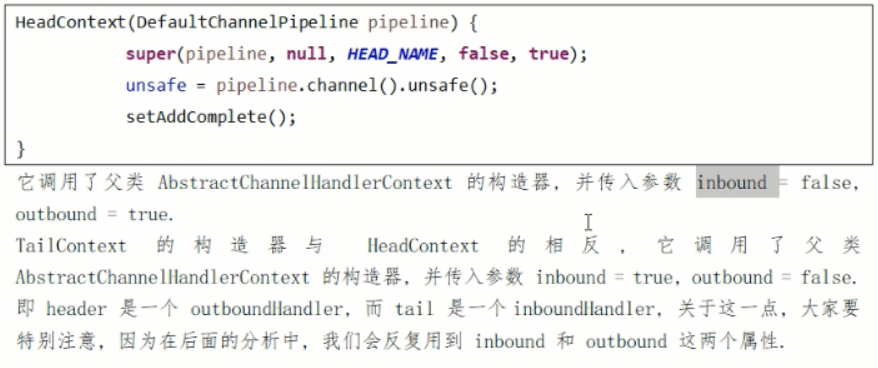 HeadContext(DefaultChannelPipeline pipeline) {
super(pipeline, null, HEAD_NAME, false, true);
unsafe = pipeline.channel().unsafe();
setAddComplete();
}
它调用了父类 AbstractChannelHandlerContext 的构造器, 并传入参数 inbound = false,
outbound = true.
TailContext 的构造器与 HeadContext 的相反, 它调用了父类
AbstractChannelHandlerContext 的构造器, 并传入参数 inbound = true, outbound = false.
即 header 是一个 outboundHandler, 而 tail 是一个 inboundHandler, 关于这一点, 大家要
特别注意, 因为在后面的分析中, 我们会反复用到 inbound 和 outbound 这两个属性.